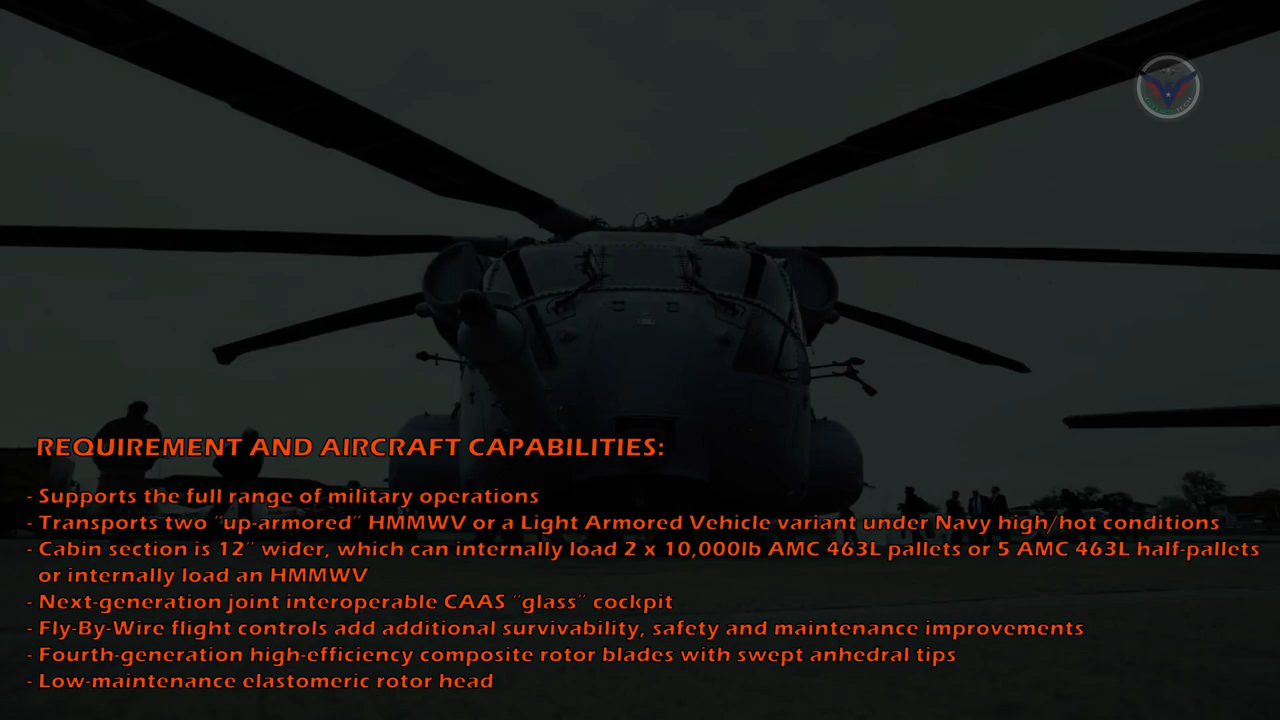 REQUIREMENT AND AIRCRAFT CAPABILITIES:
- Supports the full range of military operations
- Transports two "up-armored" HMMWV or a Light Armored Vehicle variant under Navy high/hot conditions
- Cabin section is 12" wider, which can internally load 2 x 10,000lb AMC 463L pallets or 5 AMC 463L half-pallets
or internally load an HMMWV
- Next-generation joint interoperable CAAS "glass" cockpit
- Fly-By-Wire flight controls add additional survivability, safety and maintenance improvements
- Fourth-generation high-efficiency composite rotor blades with swept anhedral tips
- Low-maintenance elastomeric rotor head